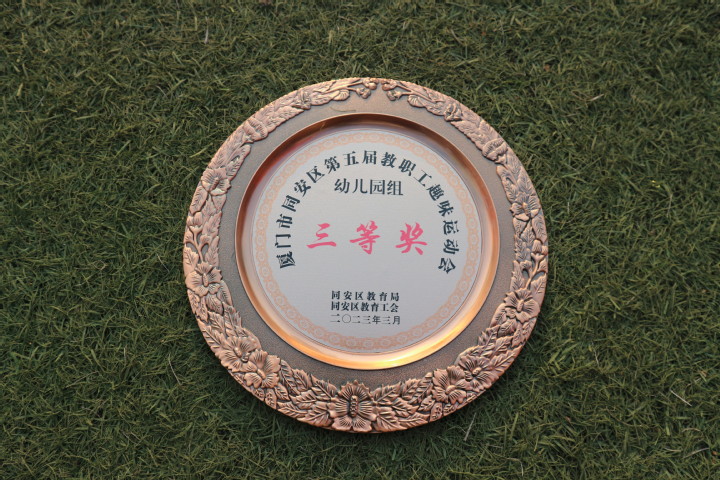 厦门市同安区第五届教职工趣味运动会
幼儿园组
三等奖
同安区教育局
同安区教育工会
二〇二三年三月